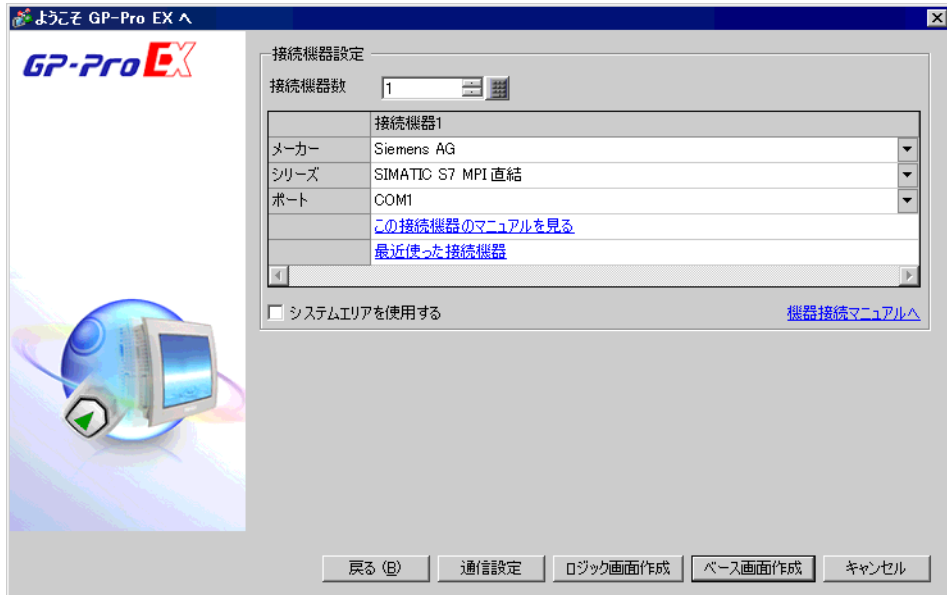 ようこそ GP-Pro EX へ
GP-Pro EX
接続機器設定
接続機器数 1
接続機器1
メーカー Siemens AG
シリーズ SIMATIC S7 MPI 直結
ポート COM1
この接続機器のマニュアルを見る
最近使った接続機器
システムエリアを使用する 機器接続マニュアルへ
戻る (B) 通信設定 ロジック画面作成 ベース画面作成 キャンセル